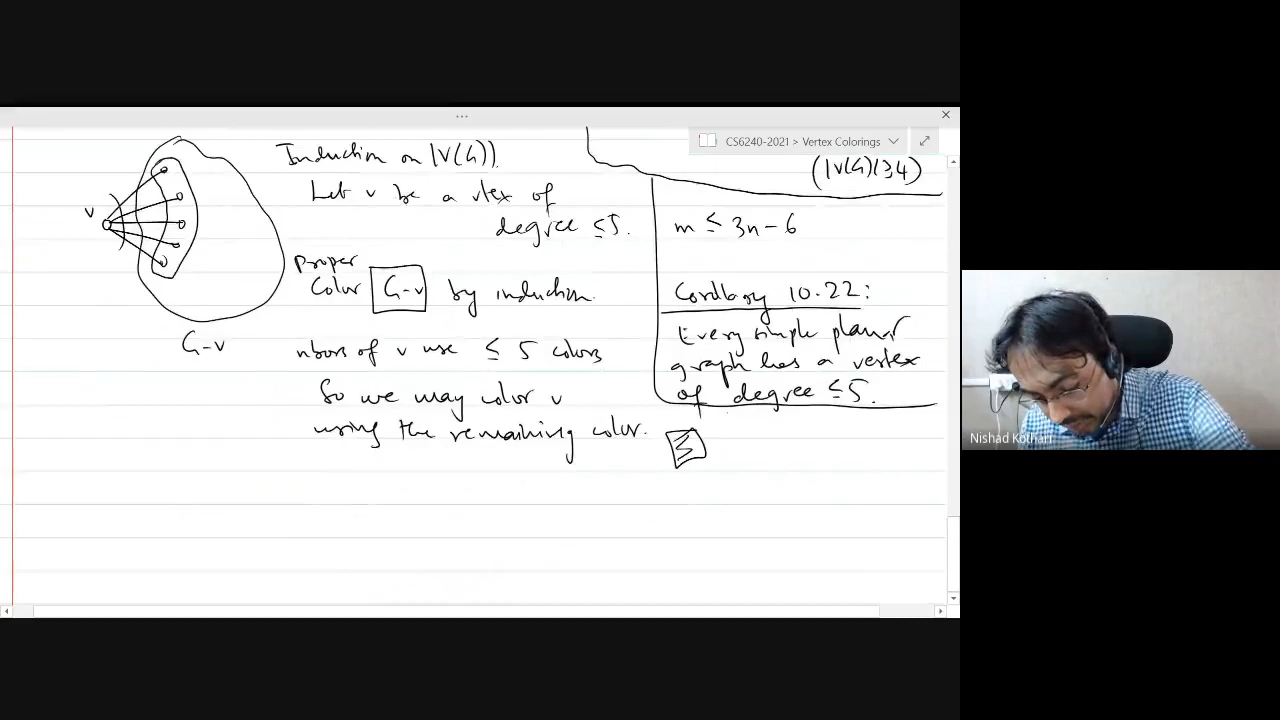 CS6240-2021 > Vertex Colorings
Induction on |V(G)|.
Let v be a vtex of
degree ≤5.
Proper
Color G-v by induction.
nbors of v use ≤ 5 colors
So we may color v
using the remaining color.
v
G-v
(|V(G)|≥4)
m ≤ 3n-6
Corollary 10.22:
Every simple planar
graph has a vertex
of degree ≤5.
Nishad Kothari